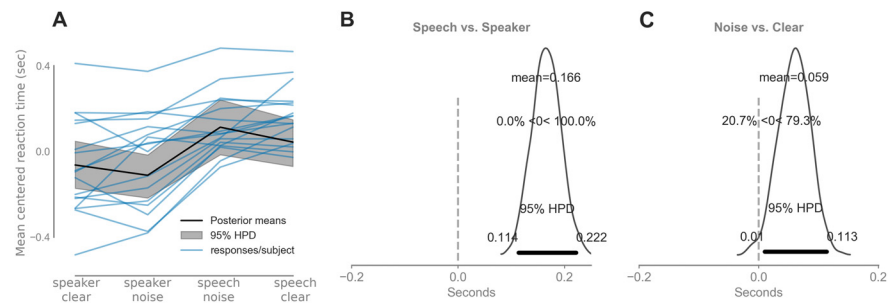 A
Mean centered reaction time (sec)
0.4
0.0
−0.4
Posterior means
95% HPD
responses/subject
speaker
clear
speaker
noise
speech
noise
speech
clear
B
Speech vs. Speaker
mean=0.166
0.0% <0< 100.0%
95% HPD
0.114
0.222
−0.2
0.0
0.2
Seconds
C
Noise vs. Clear
mean=0.059
20.7% <0< 79.3%
95% HPD
0.01
0.113
−0.2
0.0
0.2
Seconds